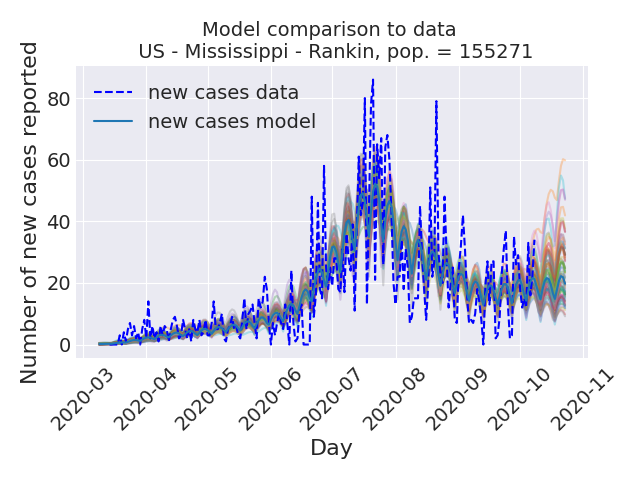 Model comparison to data
US - Mississippi - Rankin, pop. = 155271
Number of new cases reported
80
60
40
20
0
new cases data
new cases model
2020-03
2020-04
2020-05
2020-06
2020-07
2020-08
2020-09
2020-10
2020-11
Day